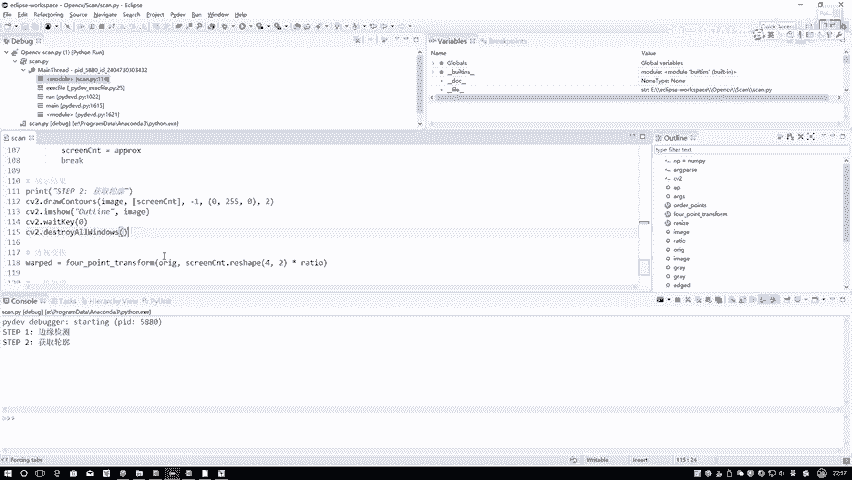 eclipse-workspace - Opencv/Scan/scan.py - Eclipse
File Edit Refactoring Source Navigate Search Project Pydev Run Window Help
Debug
Opencv scan.py (1) [Python Run]
scan.py
MainThread - pid_5880_id_2404730303432
<module> [scan.py:118]
execfile [_pydev_execfile.py:25]
run [pydevd.py:1022]
main [pydevd.py:1615]
<module> [pydevd.py:1621]
scan.py [debug] [e:\ProgramData\Anaconda3\python.exe]
Variables
Breakpoints
Name Value
Globals Global variables
__builtins__ module: <module 'builtins' (built-in)>
__doc__ NoneType: None
__file__ str: E:\\eclipse-workspace\\Opencv\\Scan\\scan.py
scan
107 screenCnt = approx
108 break
109
110 #
111 print("STEP 2: 获取轮廓")
112 cv2.drawContours(image, [screenCnt], -1, (0, 255, 0), 2)
113 cv2.imshow("Outline", image)
114 cv2.waitKey(0)
115 cv2.destroyAllWindows()
116
117 # 透视变换
118 warped = four_point_transform(orig, screenCnt.reshape(4, 2) * ratio)
119
Outline
type filter text
np = numpy
argparse
cv2
ap
args
order_points
four_point_transform
resize
image
ratio
orig
image
gray
gray
edged
Console Tasks Hierarchy View PyUnit
scan.py [debug] [e:\ProgramData\Anaconda3\python.exe]
pydev debugger: starting (pid: 5880)
STEP 1: 边缘检测
STEP 2: 获取轮廓
>>>
Writable Insert 115 : 24
22:17